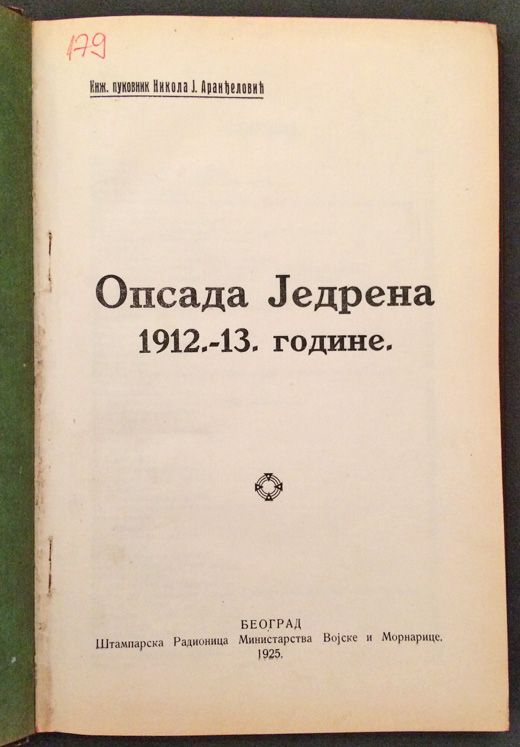 179
Инж. пуковник Никола Ј. Аранђеловић
Опсада Једрена
1912.-13. године.
БЕОГРАД
Штампарска Радионица Министарства Војске и Морнарице.
1925.